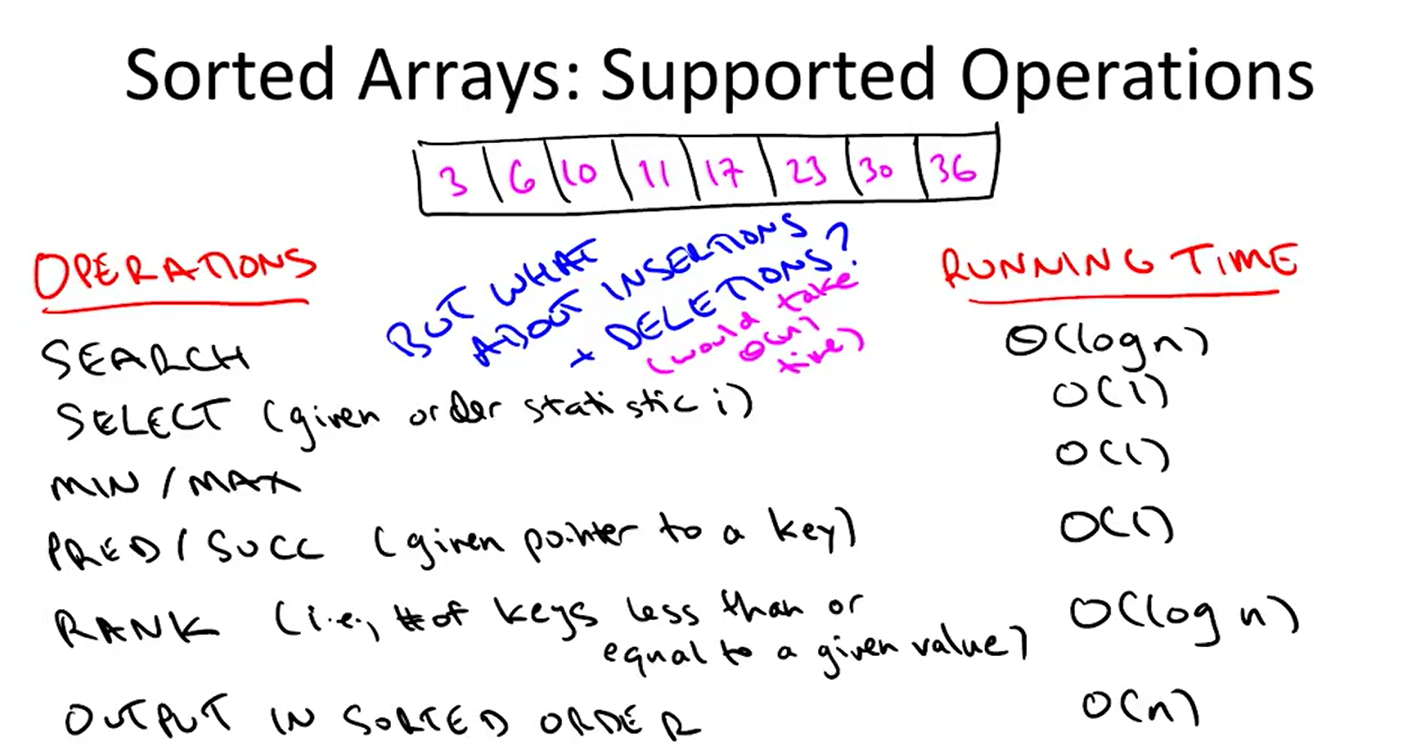 Sorted Arrays: Supported Operations
3 6 10 11 17 23 30 36
OPERATIONS
BUT WHAT
ABOUT INSERTIONS
+ DELETIONS?
(would take
Θ(n)
time)
RUNNING TIME
SEARCH Θ(log n)
SELECT (given order statistic i) O(1)
MIN / MAX O(1)
PRED / SUCC (given pointer to a key) O(1)
RANK (i.e., # of keys less than or
equal to a given value) O(log n)
OUTPUT IN SORTED ORDER O(n)